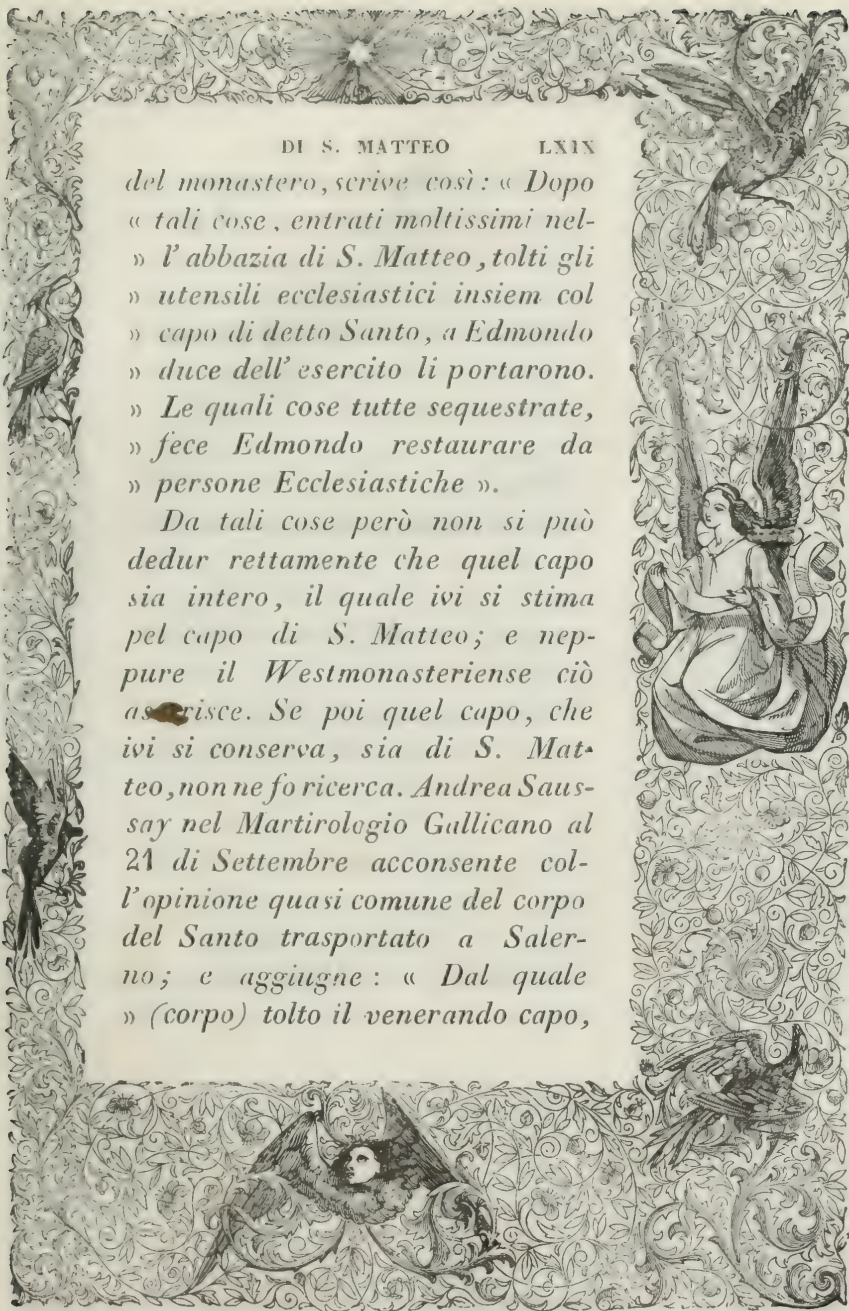 DI S. MATTEO LXIX
del monastero, scrive così: « Dopo
« tali cose, entrati moltissimi nel-
» l'abbazia di S. Matteo, tolti gli
» utensili ecclesiastici insiem col
» capo di detto Santo, a Edmondo
» duce dell'esercito li portarono.
» Le quali cose tutte sequestrate,
» fece Edmondo restaurare da
» persone Ecclesiastiche ».
Da tali cose però non si può
dedur rettamente che quel capo
sia intero, il quale ivi si stima
pel capo di S. Matteo; e nep-
pure il Westmonasteriense ciò
asserisce. Se poi quel capo, che
ivi si conserva, sia di S. Mat-
teo, non ne fo ricerca. Andrea Saus-
say nel Martirologio Gallicano al
21 di Settembre acconsente col-
l'opinione quasi comune del corpo
del Santo trasportato a Saler-
no; e aggiugne: « Dal quale
» (corpo) tolto il venerando capo,